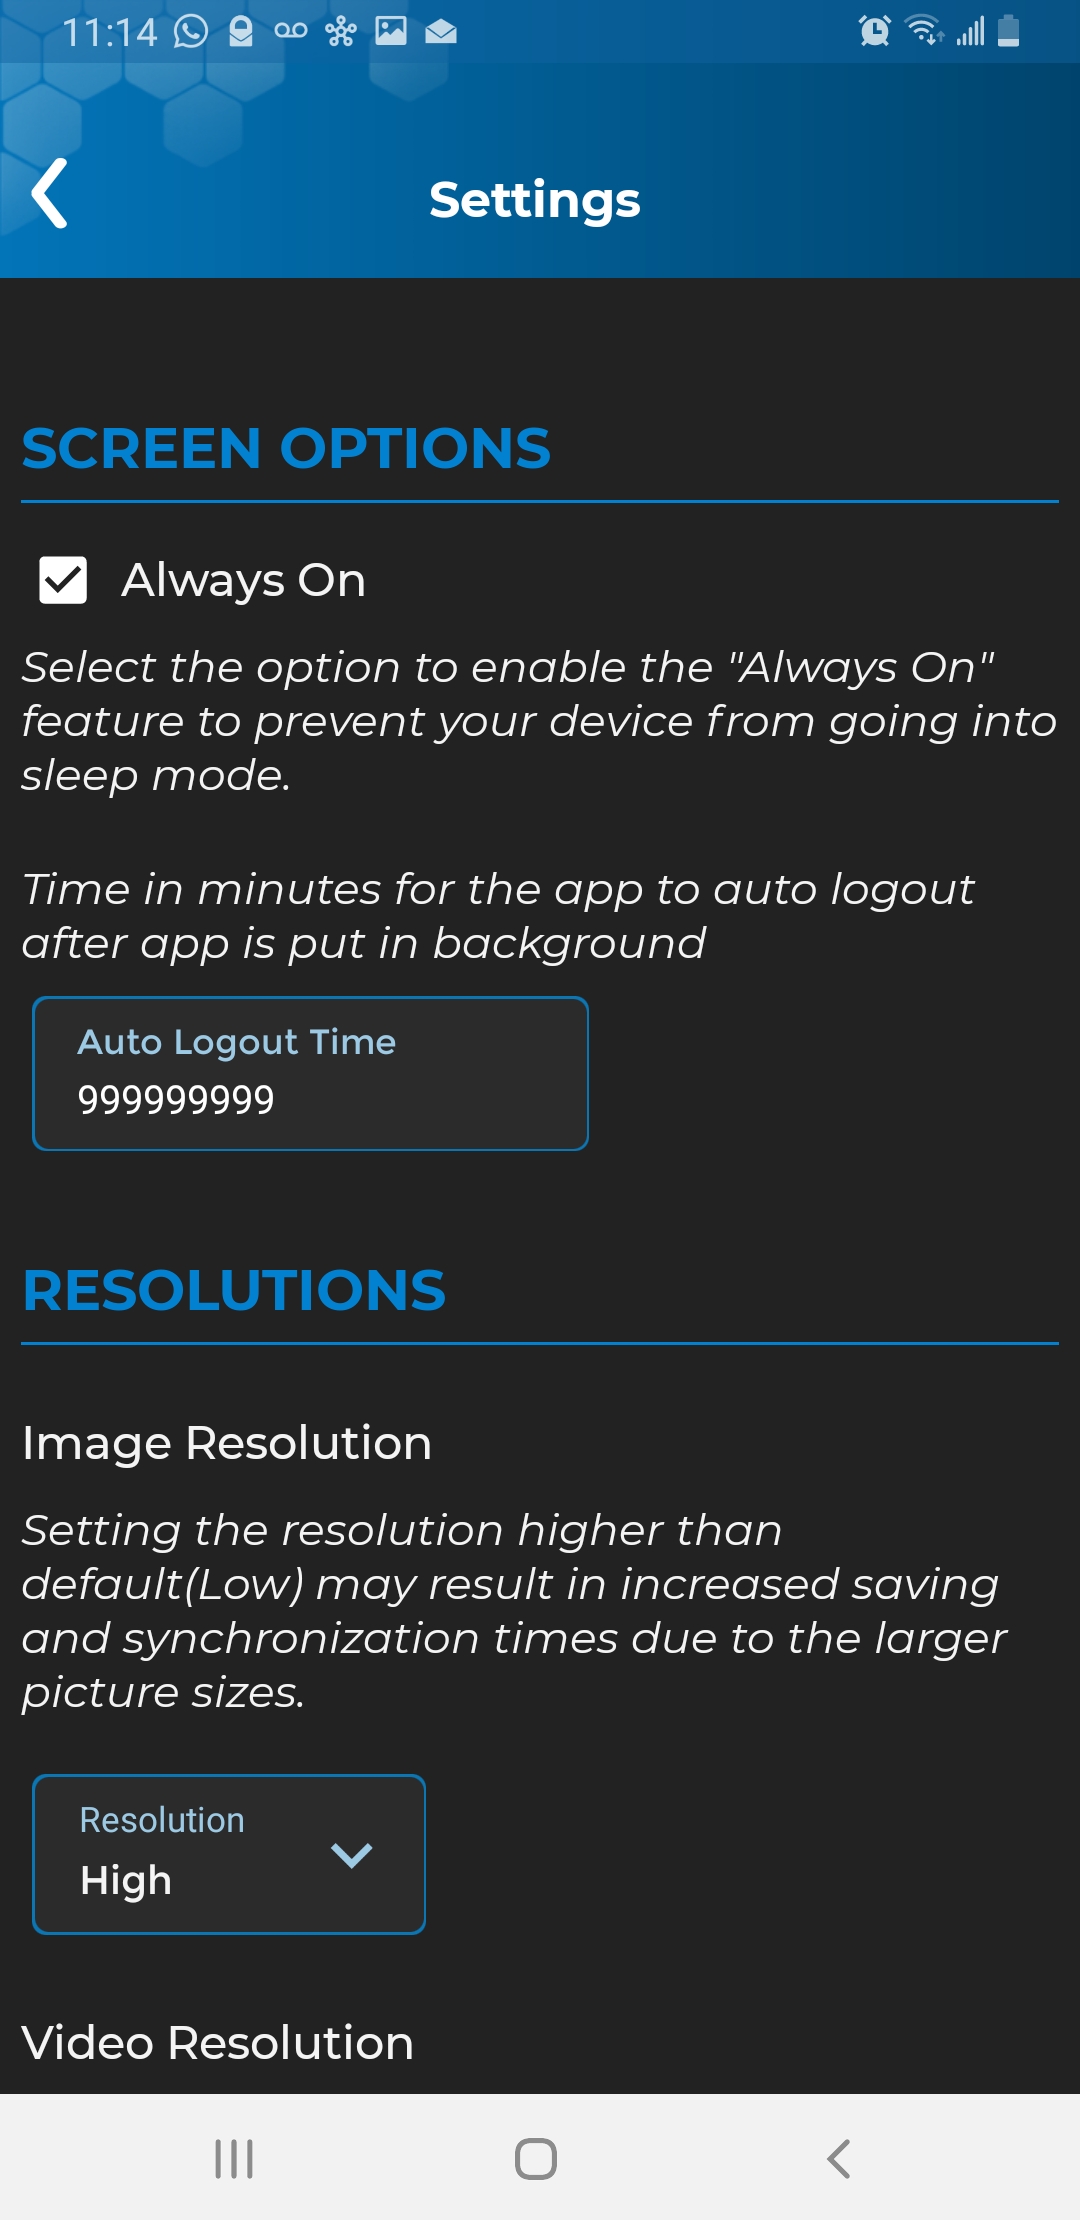 11:14
Settings
SCREEN OPTIONS
Always On
Select the option to enable the "Always On"
feature to prevent your device from going into
sleep mode.
Time in minutes for the app to auto logout
after app is put in background
Auto Logout Time
999999999
RESOLUTIONS
Image Resolution
Setting the resolution higher than
default(Low) may result in increased saving
and synchronization times due to the larger
picture sizes.
Resolution
High
Video Resolution